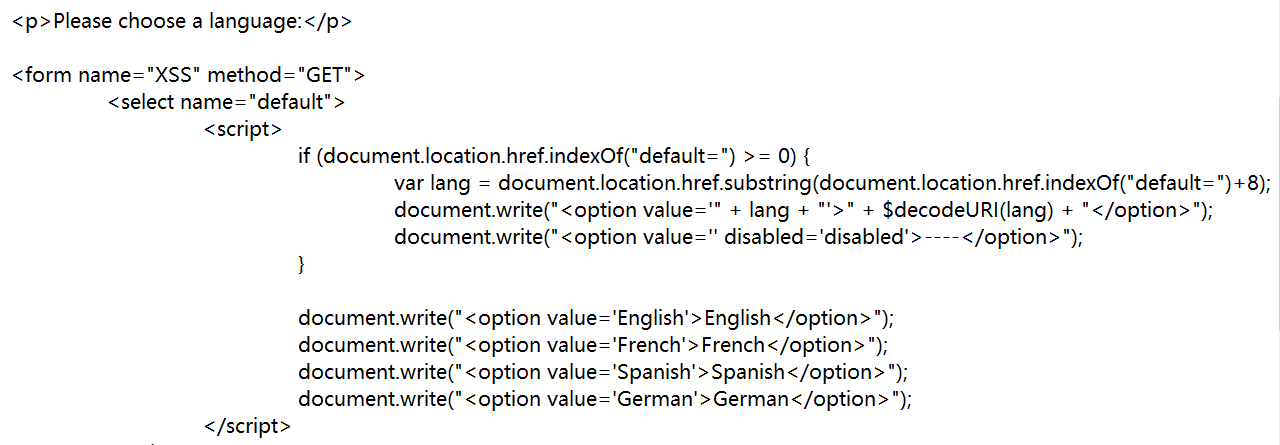 <p>Please choose a language:</p>
<form name="XSS" method="GET">
<select name="default">
<script>
if (document.location.href.indexOf("default=") >= 0) {
var lang = document.location.href.substring(document.location.href.indexOf("default=")+8);
document.write("<option value='" + lang + "'>" + $decodeURI(lang) + "</option>");
document.write("<option value='' disabled='disabled'>----</option>");
}
document.write("<option value='English'>English</option>");
document.write("<option value='French'>French</option>");
document.write("<option value='Spanish'>Spanish</option>");
document.write("<option value='German'>German</option>");
</script>